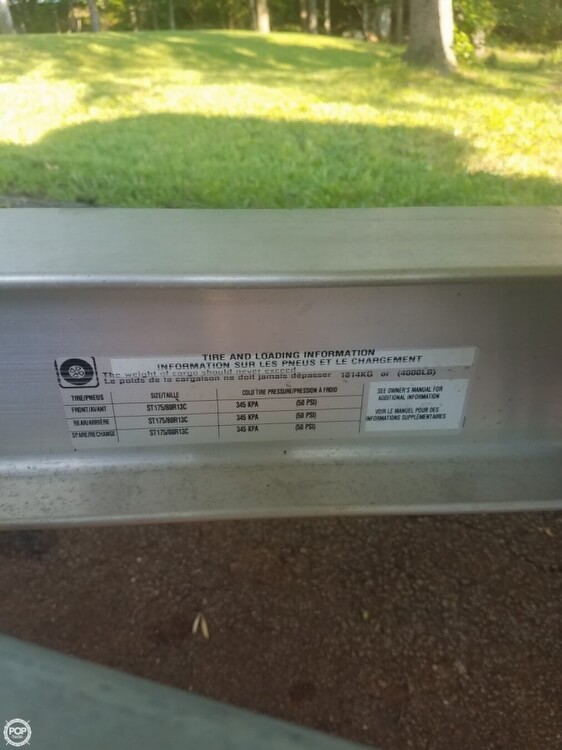 TIRE AND LOADING INFORMATION
INFORMATION SUR LES PNEUS ET LE CHARGEMENT
The weight of cargo should never exceed
Le poids de la cargaison ne doit jamais dépasser 1814KG or (4000LB)
TIRE/PNEUS SIZE/TAILLE COLD TIRE PRESSURE/PRESSION À FROID
FRONT/AVANT ST175/80R13C 345 KPA (50 PSI)
REAR/ARRIÈRE ST175/80R13C 345 KPA (50 PSI)
SPARE/RECHANGE ST175/80R13C 345 KPA (50 PSI)
SEE OWNER'S MANUAL FOR
ADDITIONAL INFORMATION
VOIR LE MANUEL POUR DES
INFORMATIONS SUPPLÉMENTAIRES
POP